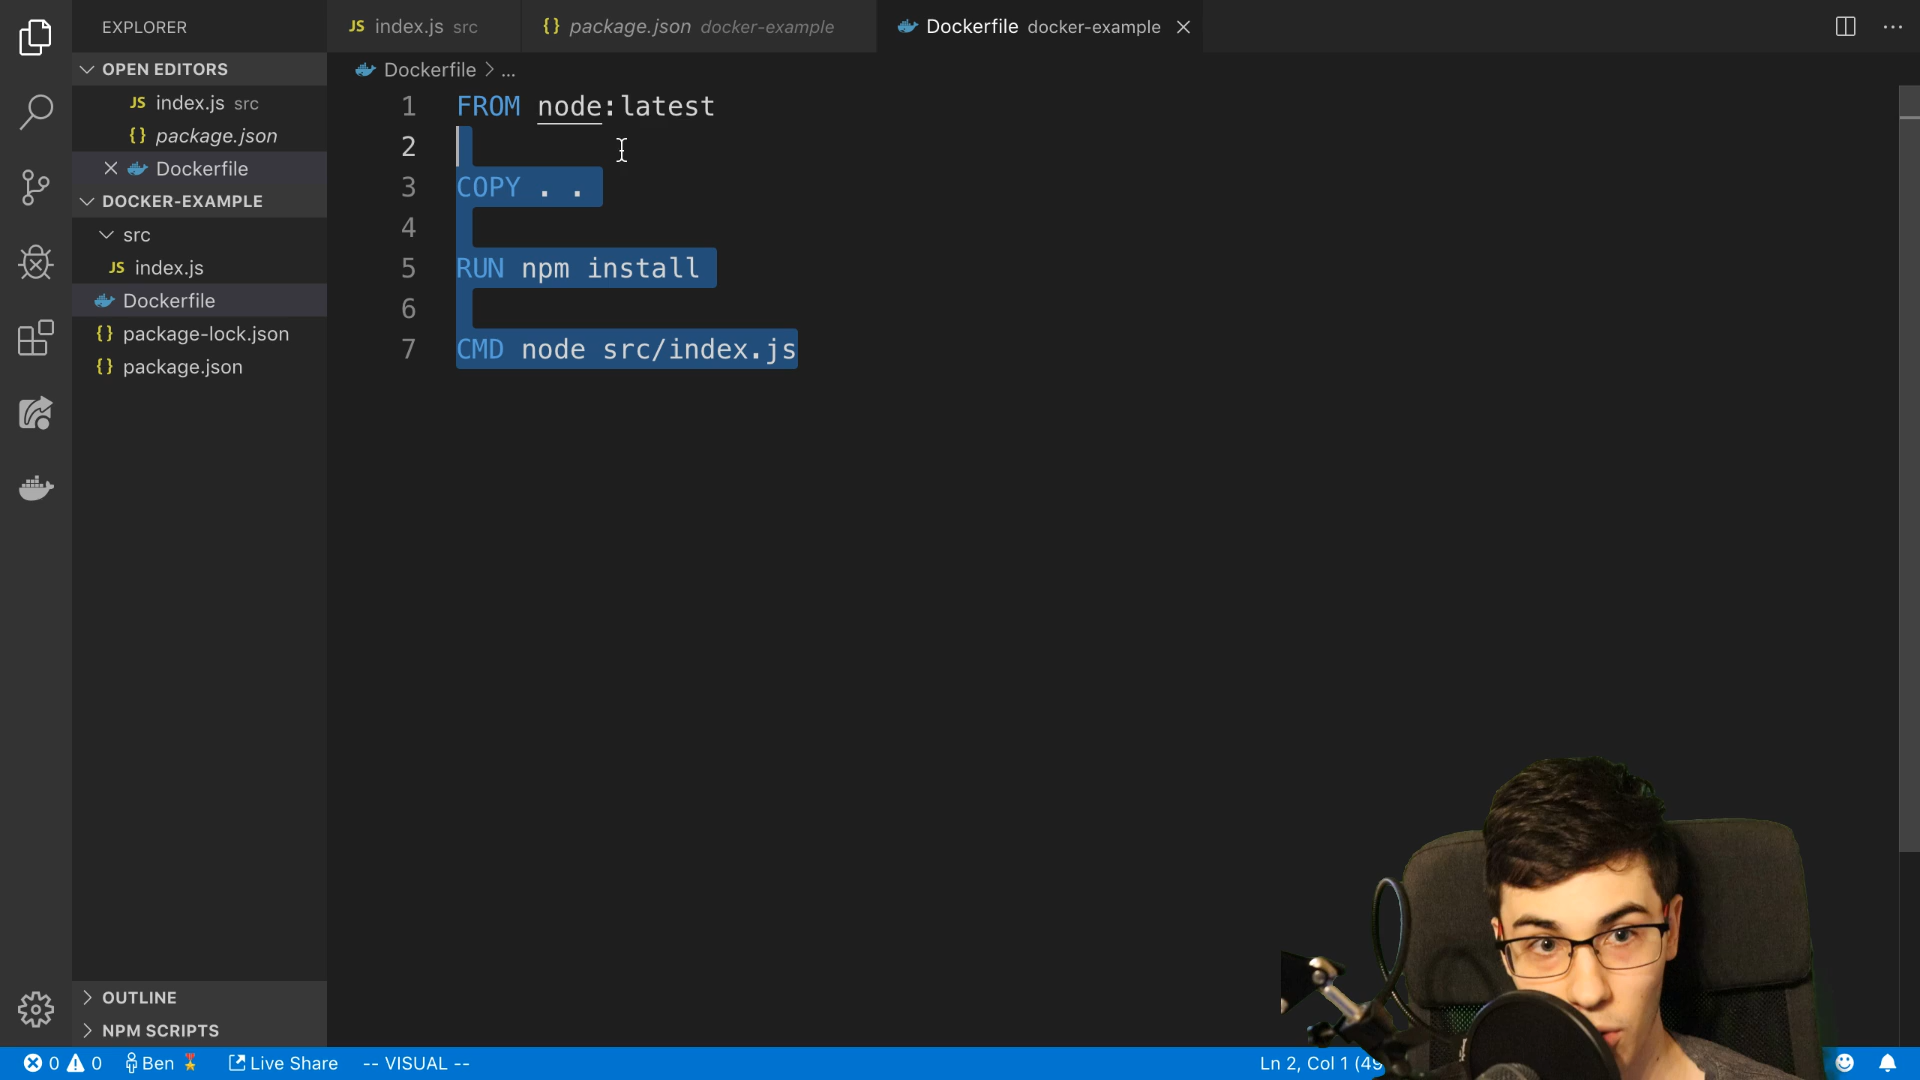 EXPLORER
OPEN EDITORS
JS index.js src
{} package.json
Dockerfile
DOCKER-EXAMPLE
src
JS index.js
Dockerfile
{} package-lock.json
{} package.json
OUTLINE
NPM SCRIPTS
JS index.js src
{} package.json docker-example
Dockerfile docker-example
Dockerfile > ...
1 FROM node:latest
2
3 COPY . .
4
5 RUN npm install
6
7 CMD node src/index.js
0 0 Ben Live Share -- VISUAL -- Ln 2, Col 1